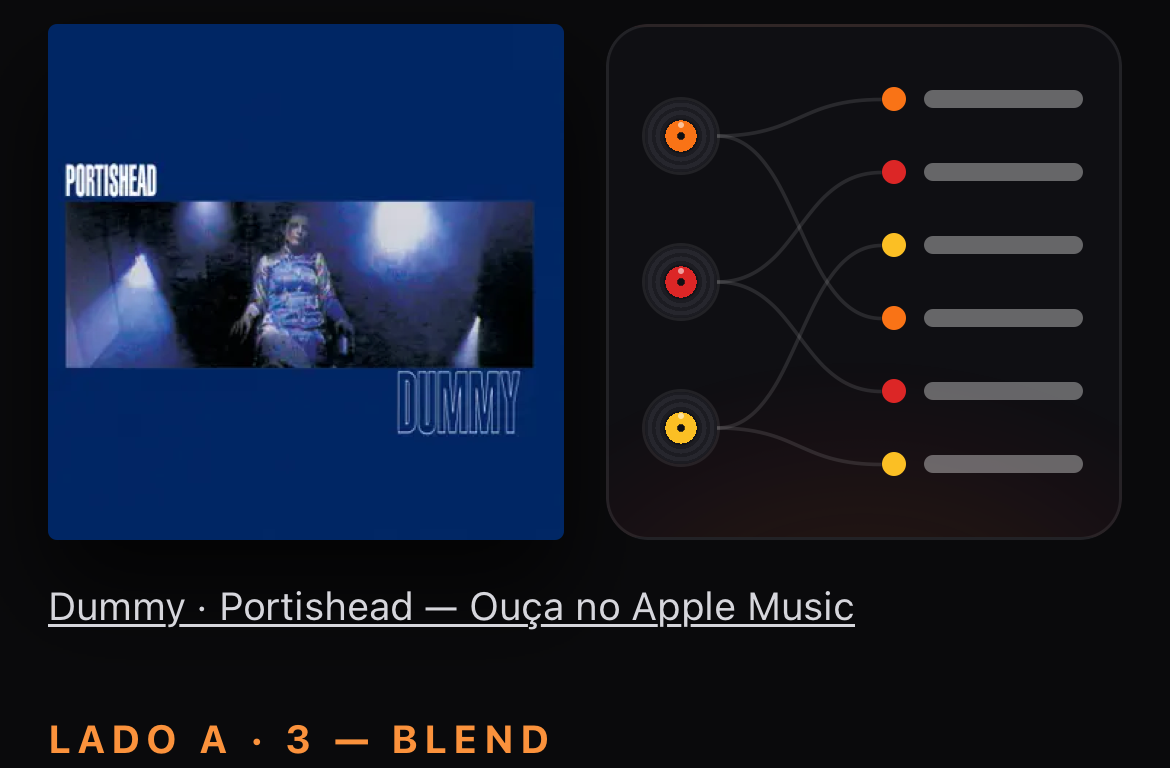 PORTISHEAD
DUMMY
Dummy · Portishead — Ouça no Apple Music
LADO A · 3 — BLEND